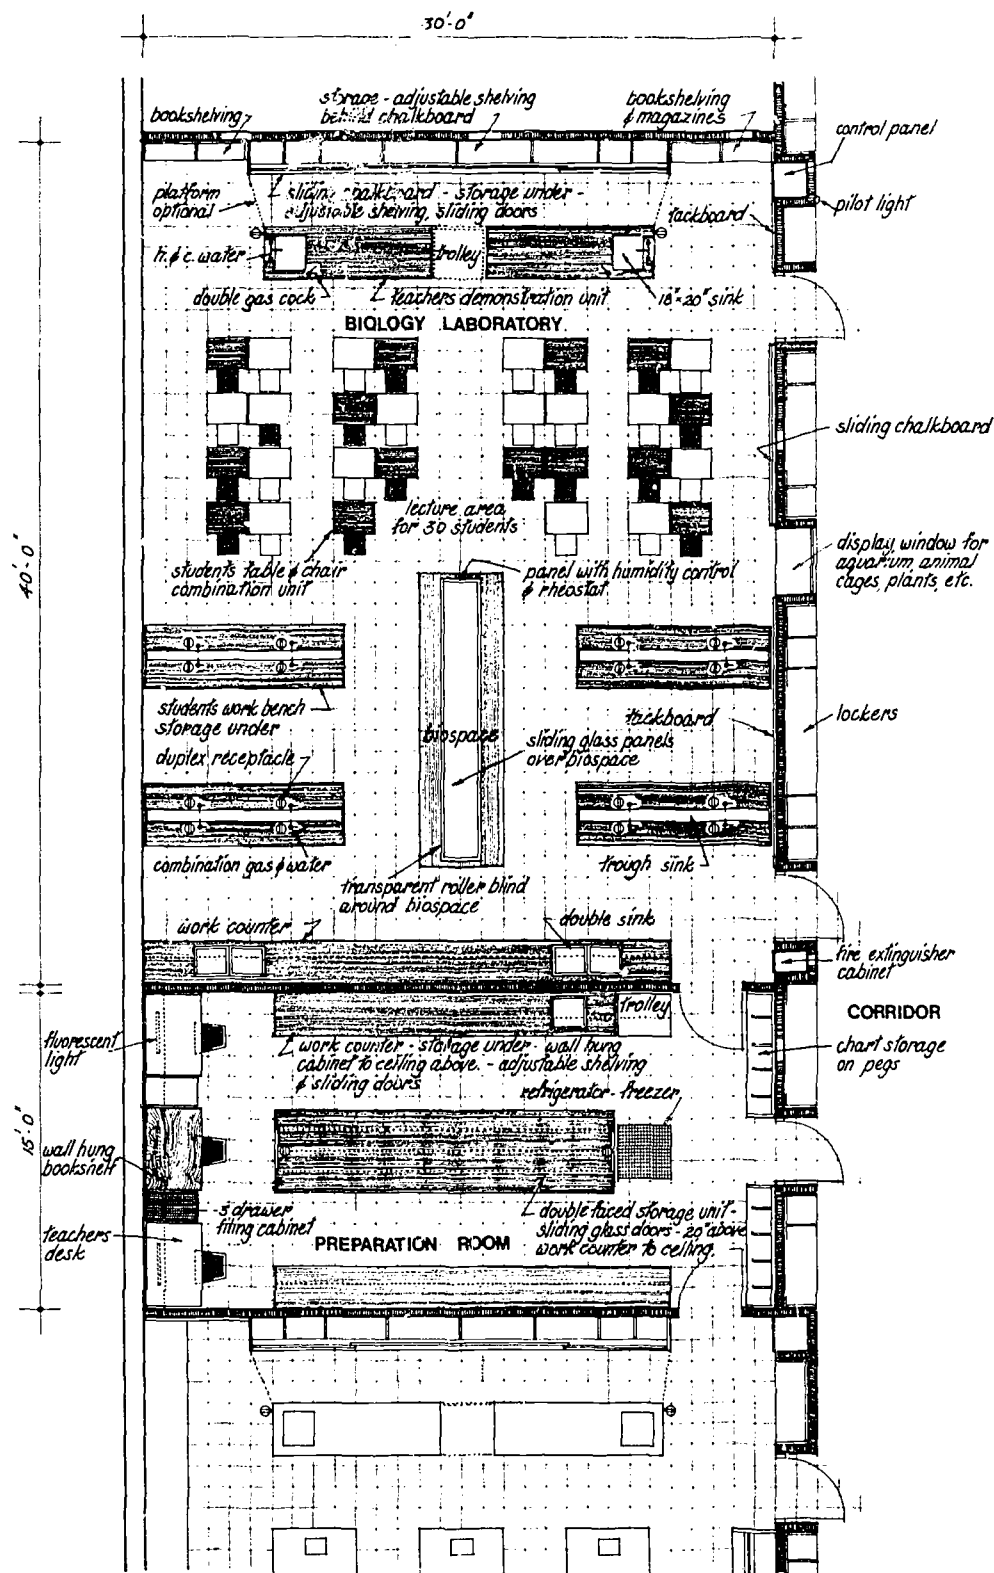 30'-0"
bookshelving
storage - adjustable shelving
behind chalkboard
bookshelving
& magazines
control panel
platform
optional
sliding chalkboard - storage under -
adjustable shelving, sliding doors
tackboard
pilot light
h. & c. water
trolley
double gas cock
teachers demonstration unit
18"x20" sink
BIOLOGY LABORATORY
sliding chalkboard
lecture area
for 30 students
40'-0"
students table & chair
combination unit
panel with humidity control
& rheostat
display window for
aquarium, animal
cages, plants, etc.
students work bench
storage under
tackboard
lockers
biospace
sliding glass panels
over biospace
duplex receptacle
combination gas & water
trough sink
transparent roller blind
around biospace
work counter
double sink
fire extinguisher
cabinet
trolley
CORRIDOR
fluorescent
light
work counter - storage under - wall hung
cabinet to ceiling above. - adjustable shelving
& sliding doors
chart storage
on pegs
refrigerator - freezer
15'-0"
wall hung
bookshelf
3 drawer
filing cabinet
double faced storage unit -
sliding glass doors - 20" above
work counter to ceiling.
teachers
desk
PREPARATION ROOM